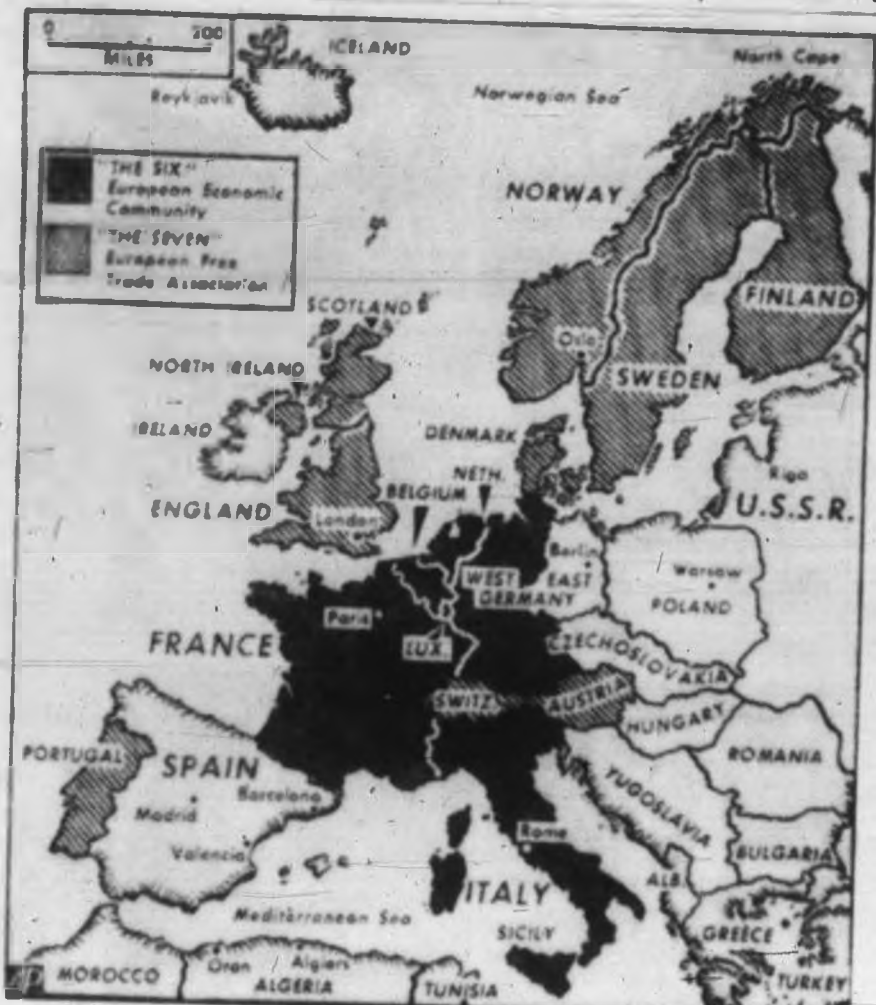 0 200
MILES
ICELAND
Reykjavik
Norwegian Sea
North Cape
"THE SIX"
European Economic
Community
"THE SEVEN"
European Free
Trade Association
NORWAY
FINLAND
SCOTLAND
Oslo
SWEDEN
NORTH IRELAND
IRELAND
DENMARK
NETH.
BELGIUM
Riga
U.S.S.R.
ENGLAND
London
Berlin
WEST EAST
GERMANY
Warsaw
POLAND
Paris
LUX.
FRANCE
CZECHOSLOVAKIA
SWITZ.
AUSTRIA
HUNGARY
ROMANIA
PORTUGAL
SPAIN
Barcelona
Madrid
Valencia
YUGOSLAVIA
Rome
BULGARIA
ALB.
ITALY
Mediterranean Sea
SICILY
GREECE
TURKEY
MOROCCO
Oran
Algiers
ALGERIA
TUNISIA